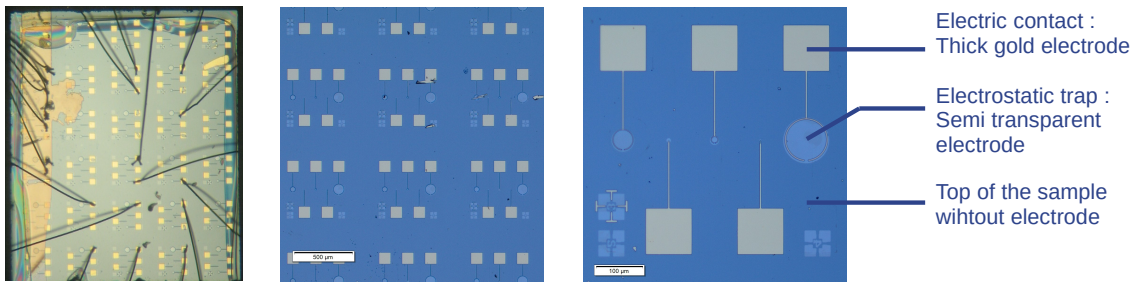 Electric contact :
Thick gold electrode
Electrostatic trap :
Semi transparent
electrode
Top of the sample
wihtout electrode
500 µm
100 µm